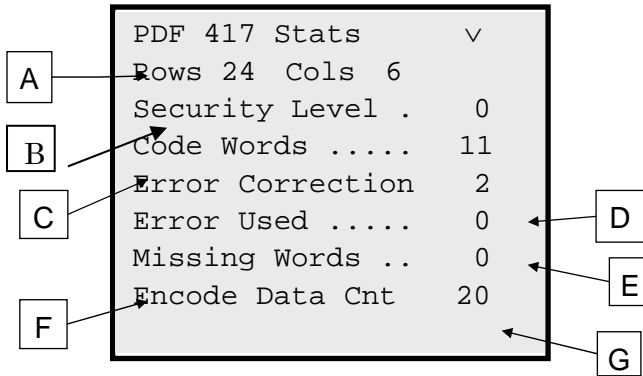 PDF 417 Stats ∨
A
Rows 24 Cols 6
Security Level . 0
B
Code Words ..... 11
C
Error Correction 2
Error Used ..... 0
D
Missing Words .. 0
E
F
Encode Data Cnt 20
G